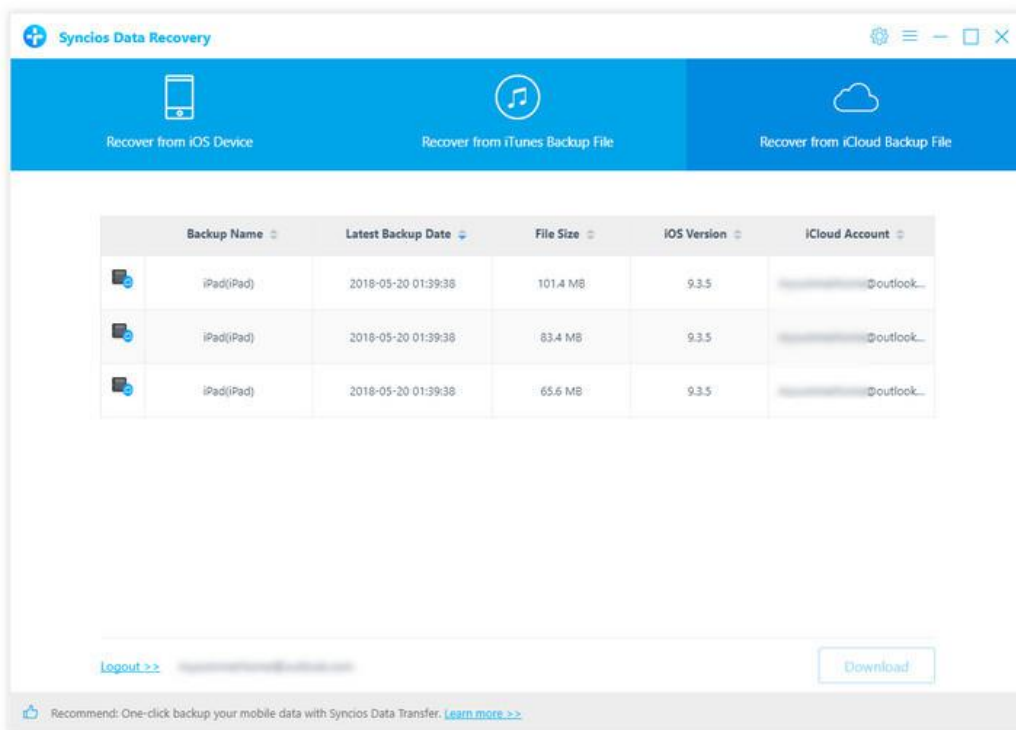 Syncios Data Recovery
Recover from iOS Device
Recover from iTunes Backup File
Recover from iCloud Backup File
Backup Name Latest Backup Date File Size iOS Version iCloud Account
iPad(iPad) 2018-05-20 01:39:38 101.4 MB 9.3.5 @outlook...
iPad(iPad) 2018-05-20 01:39:38 83.4 MB 9.3.5 @outlook...
iPad(iPad) 2018-05-20 01:39:38 65.6 MB 9.3.5 @outlook...
Logout >> Download
Recommend: One-click backup your mobile data with Syncios Data Transfer. Learn more >>